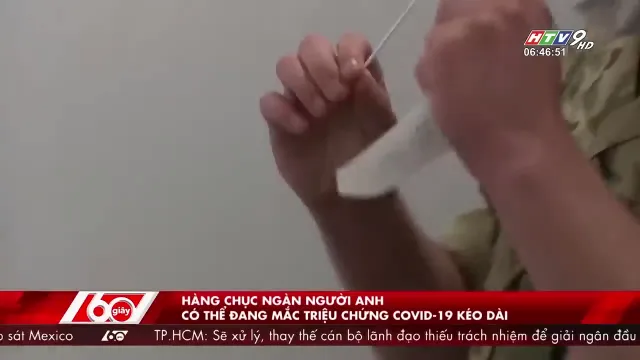 HTV9 HD
06:46:51
60 giây
HÀNG CHỤC NGÀN NGƯỜI ANH
CÓ THỂ ĐANG MẮC TRIỆU CHỨNG COVID-19 KÉO DÀI
o sát Mexico 60 TP.HCM: Sẽ xử lý, thay thế cán bộ lãnh đạo thiếu trách nhiệm để giải ngân đầu